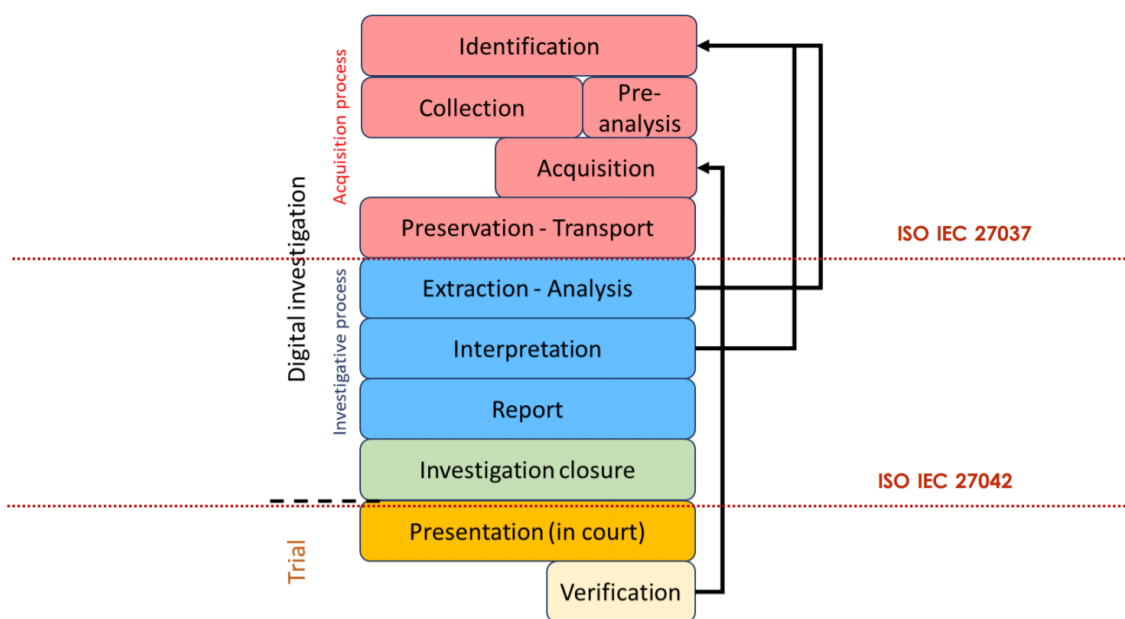 Identification
Collection
Pre-
analysis
Acquisition
Preservation - Transport
Extraction - Analysis
Interpretation
Report
Investigation closure
Presentation (in court)
Verification
Acquisition process
Digital investigation
Investigative process
Trial
ISO IEC 27037
ISO IEC 27042